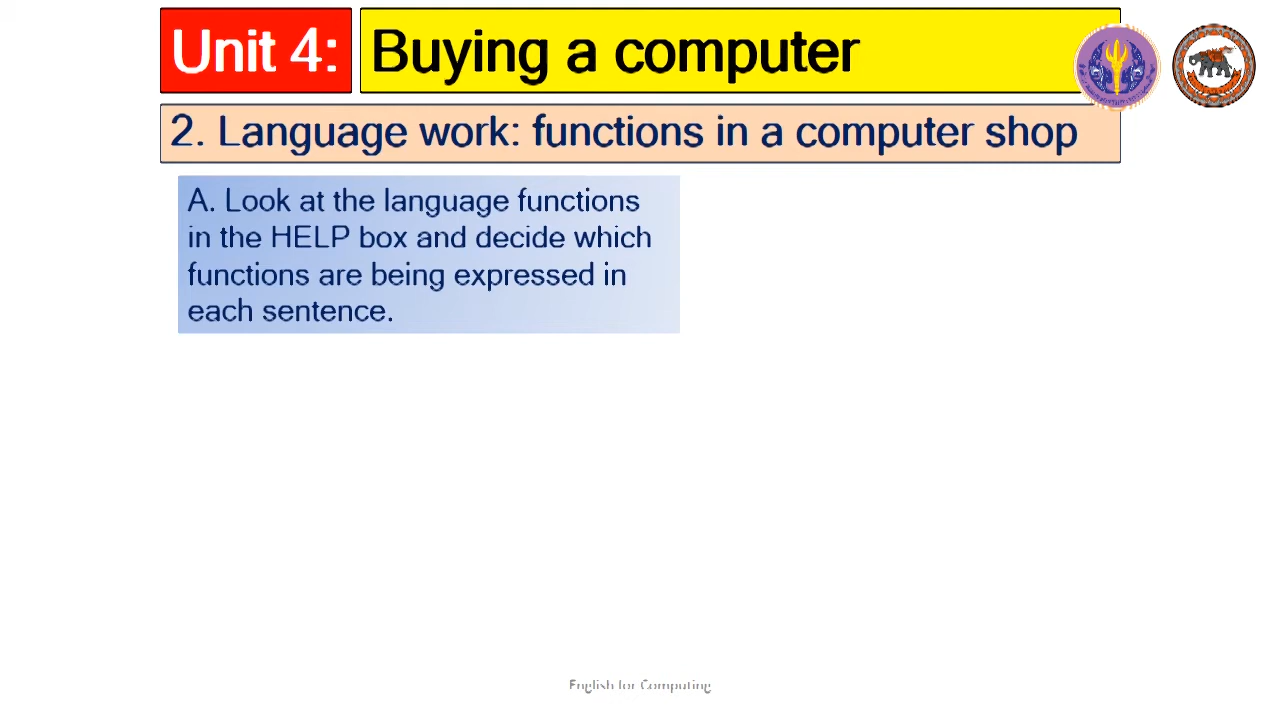 Unit 4: Buying a computer
2. Language work: functions in a computer shop
A. Look at the language functions
in the HELP box and decide which
functions are being expressed in
each sentence.
English for Computing